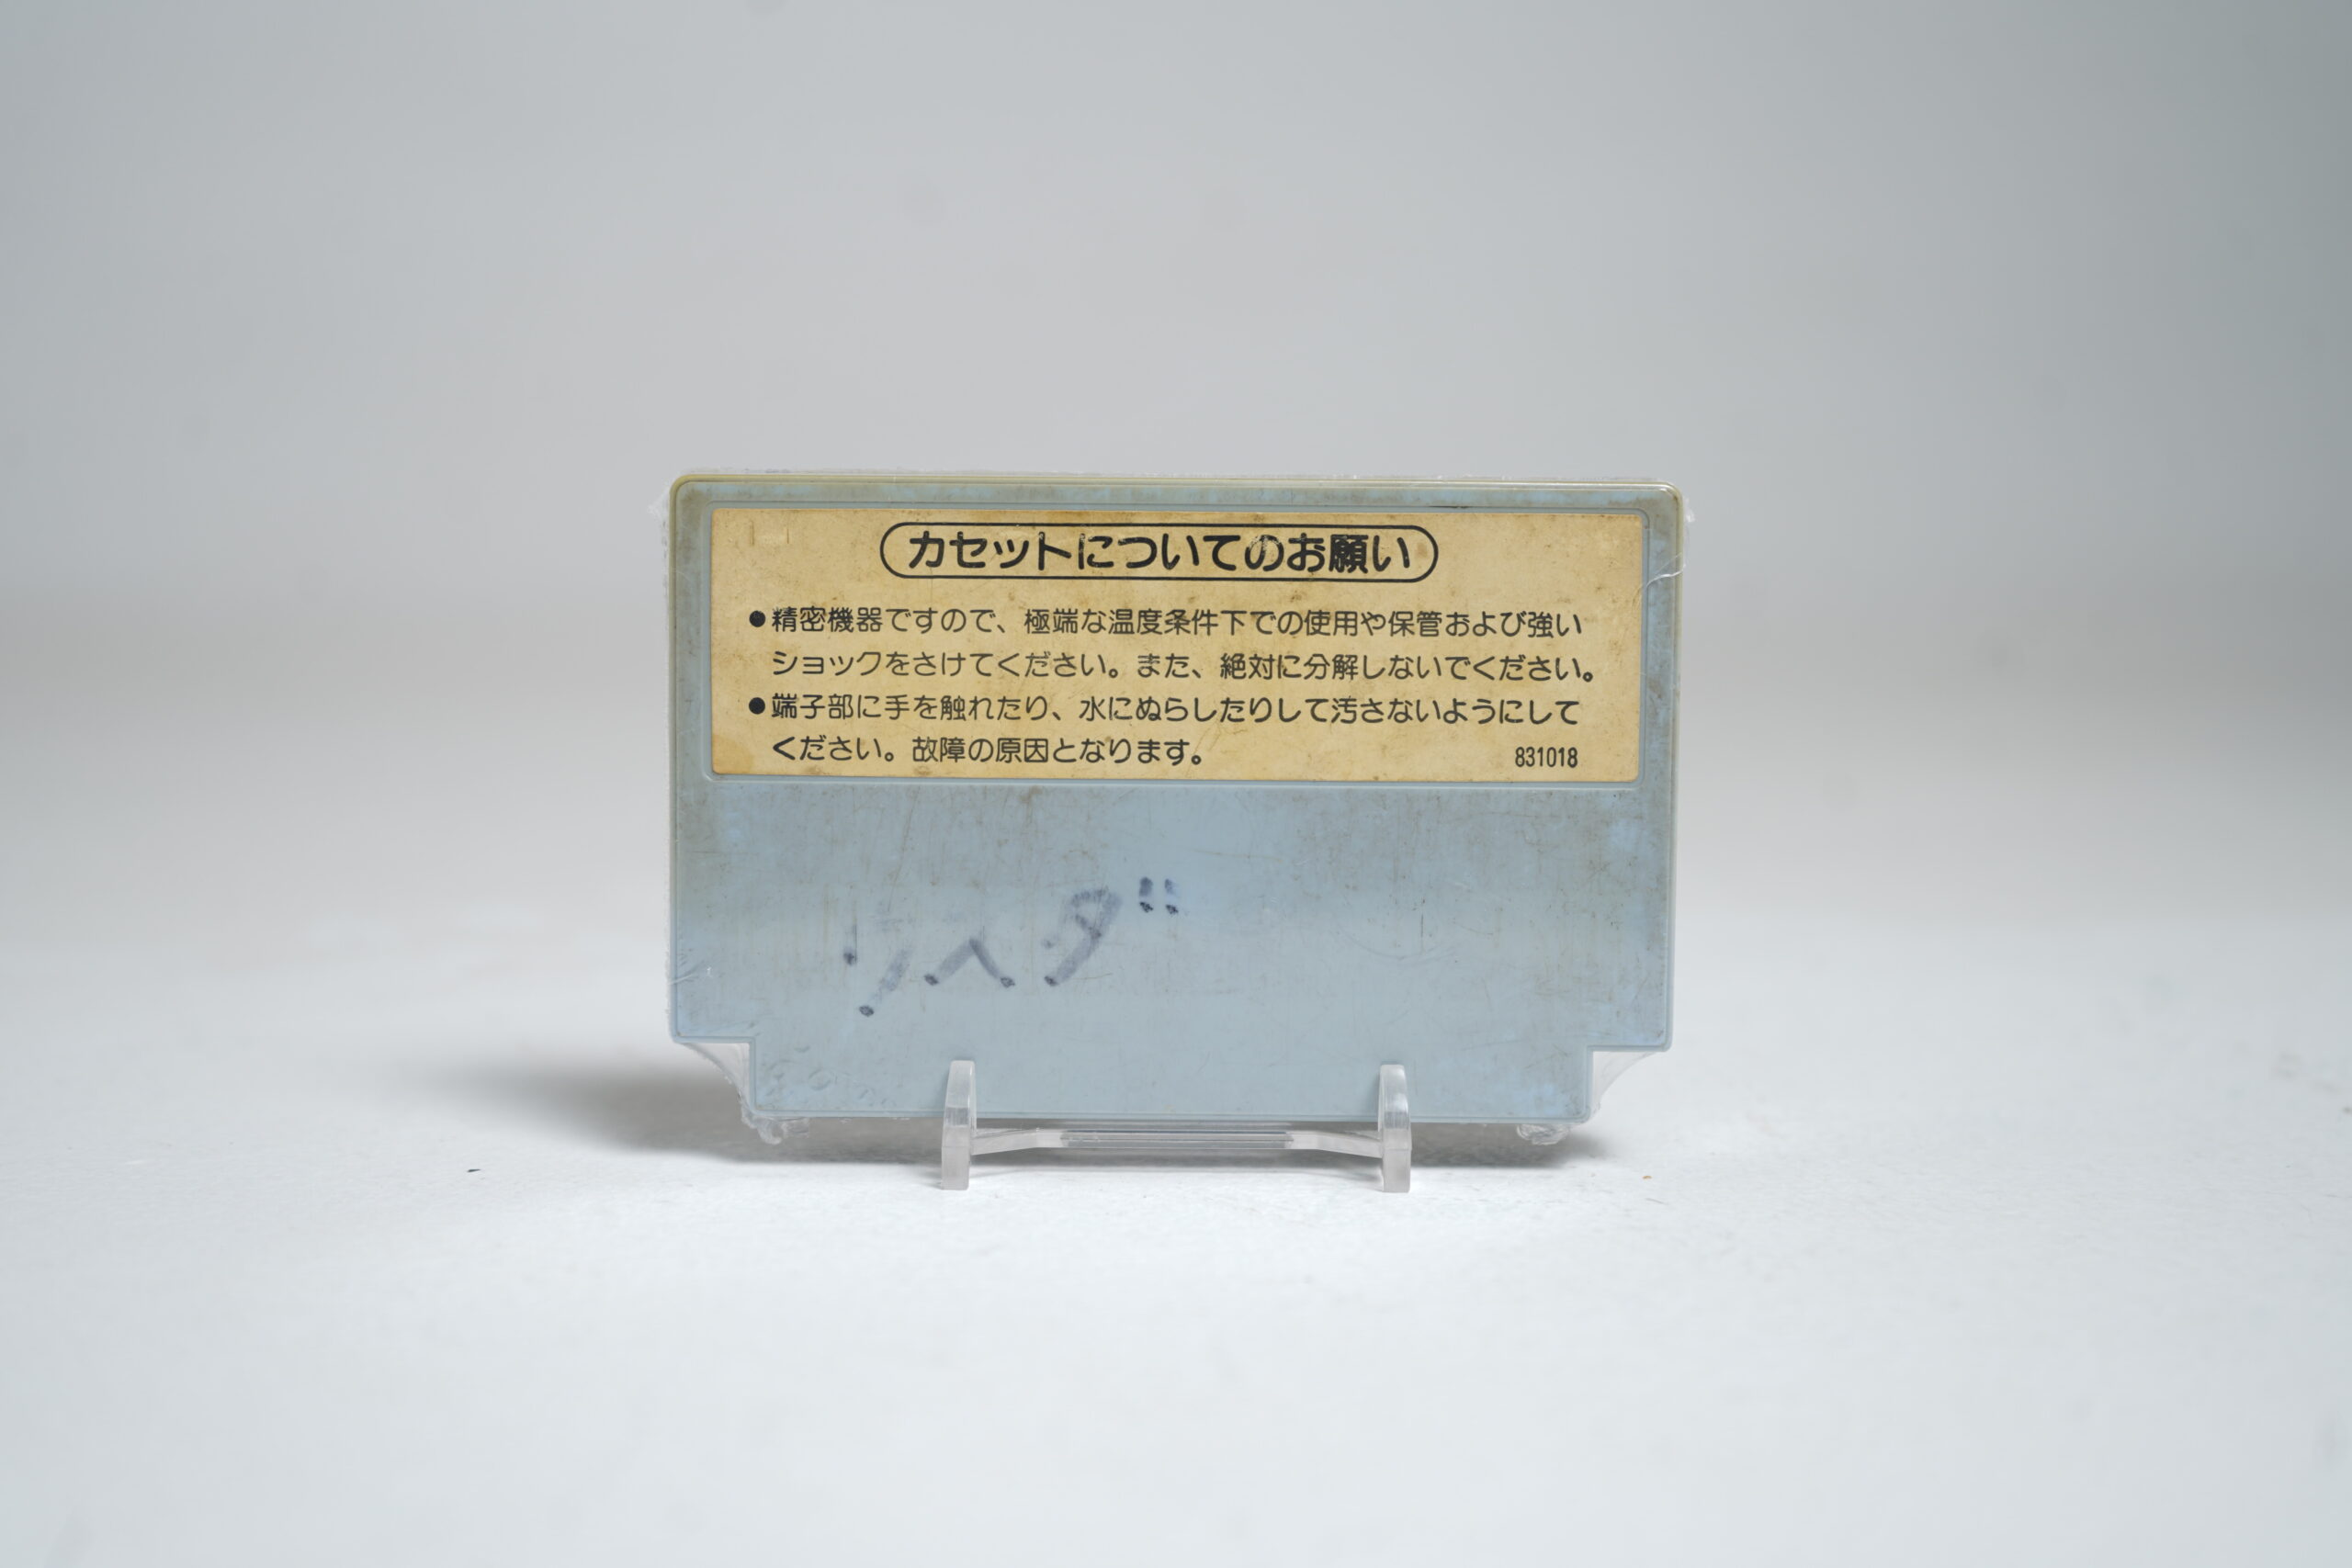 カセットについてのお願い
●精密機器ですので、極端な温度条件下での使用や保管および強い
ショックをさけてください。また、絶対に分解しないでください。
●端子部に手を触れたり、水にぬらしたりして汚さないようにして
ください。故障の原因となります。
831018